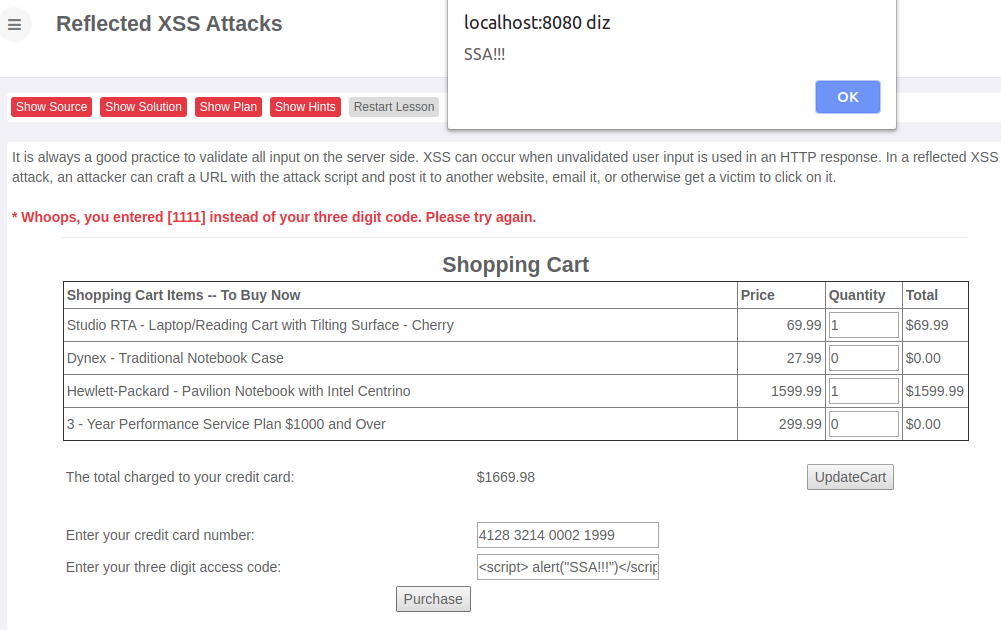 Reflected XSS Attacks
localhost:8080 diz
SSA!!!
OK
Show Source Show Solution Show Plan Show Hints Restart Lesson
It is always a good practice to validate all input on the server side. XSS can occur when unvalidated user input is used in an HTTP response. In a reflected XSS
attack, an attacker can craft a URL with the attack script and post it to another website, email it, or otherwise get a victim to click on it.
* Whoops, you entered [1111] instead of your three digit code. Please try again.
Shopping Cart
Shopping Cart Items -- To Buy Now Price Quantity Total
Studio RTA - Laptop/Reading Cart with Tilting Surface - Cherry 69.99 1 $69.99
Dynex - Traditional Notebook Case 27.99 0 $0.00
Hewlett-Packard - Pavilion Notebook with Intel Centrino 1599.99 1 $1599.99
3 - Year Performance Service Plan $1000 and Over 299.99 0 $0.00
The total charged to your credit card: $1669.98 UpdateCart
Enter your credit card number: 4128 3214 0002 1999
Enter your three digit access code: <script> alert("SSA!!!")</scrip
Purchase